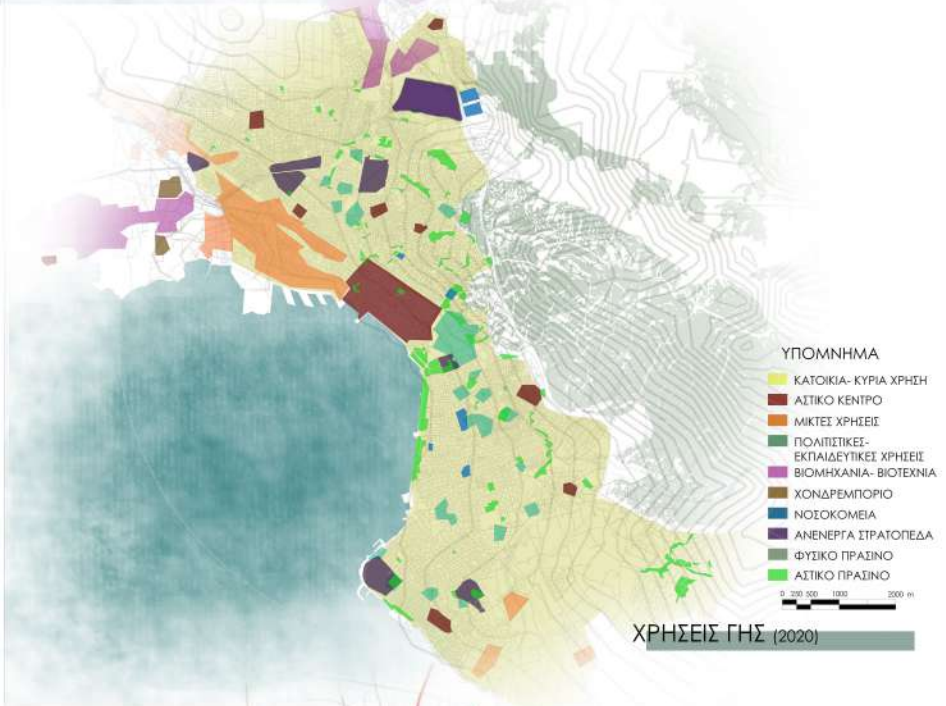 ΥΠΟΜΝΗΜΑ
ΚΑΤΟΙΚΙΑ- ΚΥΡΙΑ ΧΡΗΣΗ
ΑΣΤΙΚΟ ΚΕΝΤΡΟ
ΜΙΚΤΕΣ ΧΡΗΣΕΙΣ
ΠΟΛΙΤΙΣΤΙΚΕΣ-
ΕΚΠΑΙΔΕΥΤΙΚΕΣ ΧΡΗΣΕΙΣ
ΒΙΟΜΗΧΑΝΙΑ- ΒΙΟΤΕΧΝΙΑ
ΧΟΝΔΡΕΜΠΟΡΙΟ
ΝΟΣΟΚΟΜΕΙΑ
ΑΝΕΝΕΡΓΑ ΣΤΡΑΤΟΠΕΔΑ
ΦΥΣΙΚΟ ΠΡΑΣΙΝΟ
ΑΣΤΙΚΟ ΠΡΑΣΙΝΟ
0 250 500 1000 2000 m
ΧΡΗΣΕΙΣ ΓΗΣ (2020)